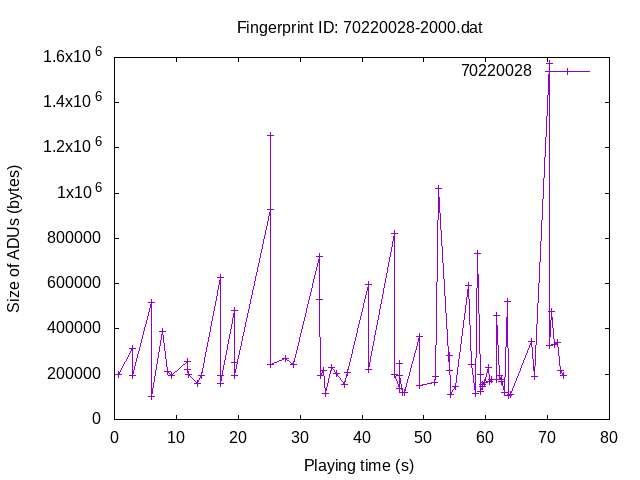 Fingerprint ID: 70220028-2000.dat
70220028
1.6x10^6
1.4x10^6
1.2x10^6
1x10^6
800000
600000
400000
200000
0
Size of ADUs (bytes)
0 10 20 30 40 50 60 70 80
Playing time (s)